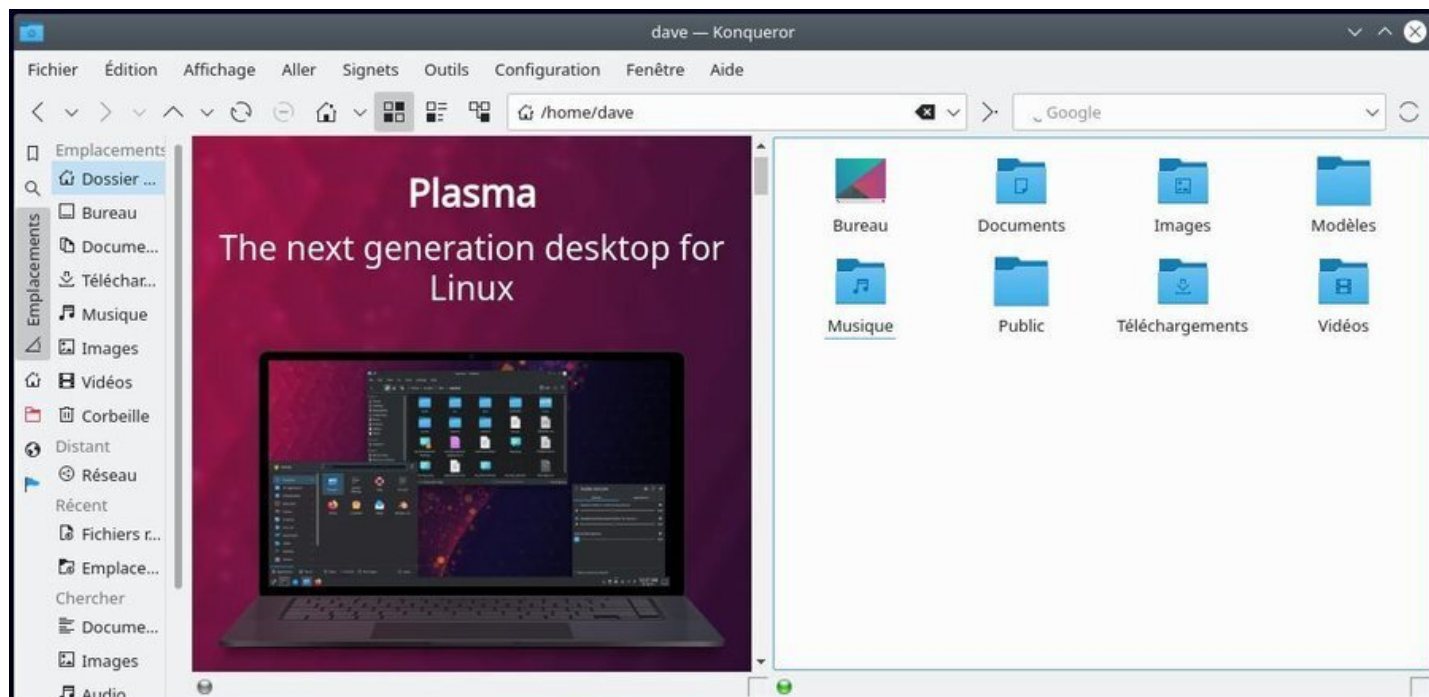 dave — Konqueror
Fichier Édition Affichage Aller Signets Outils Configuration Fenêtre Aide
/home/dave
Google
Emplacements
Emplacements
Dossier ...
Bureau
Docume...
Téléchar...
Musique
Images
Vidéos
Corbeille
Distant
Réseau
Récent
Fichiers r...
Emplace...
Chercher
Docume...
Images
Audio
Plasma
The next generation desktop for
Linux
Bureau Documents Images Modèles
Musique Public Téléchargements Vidéos